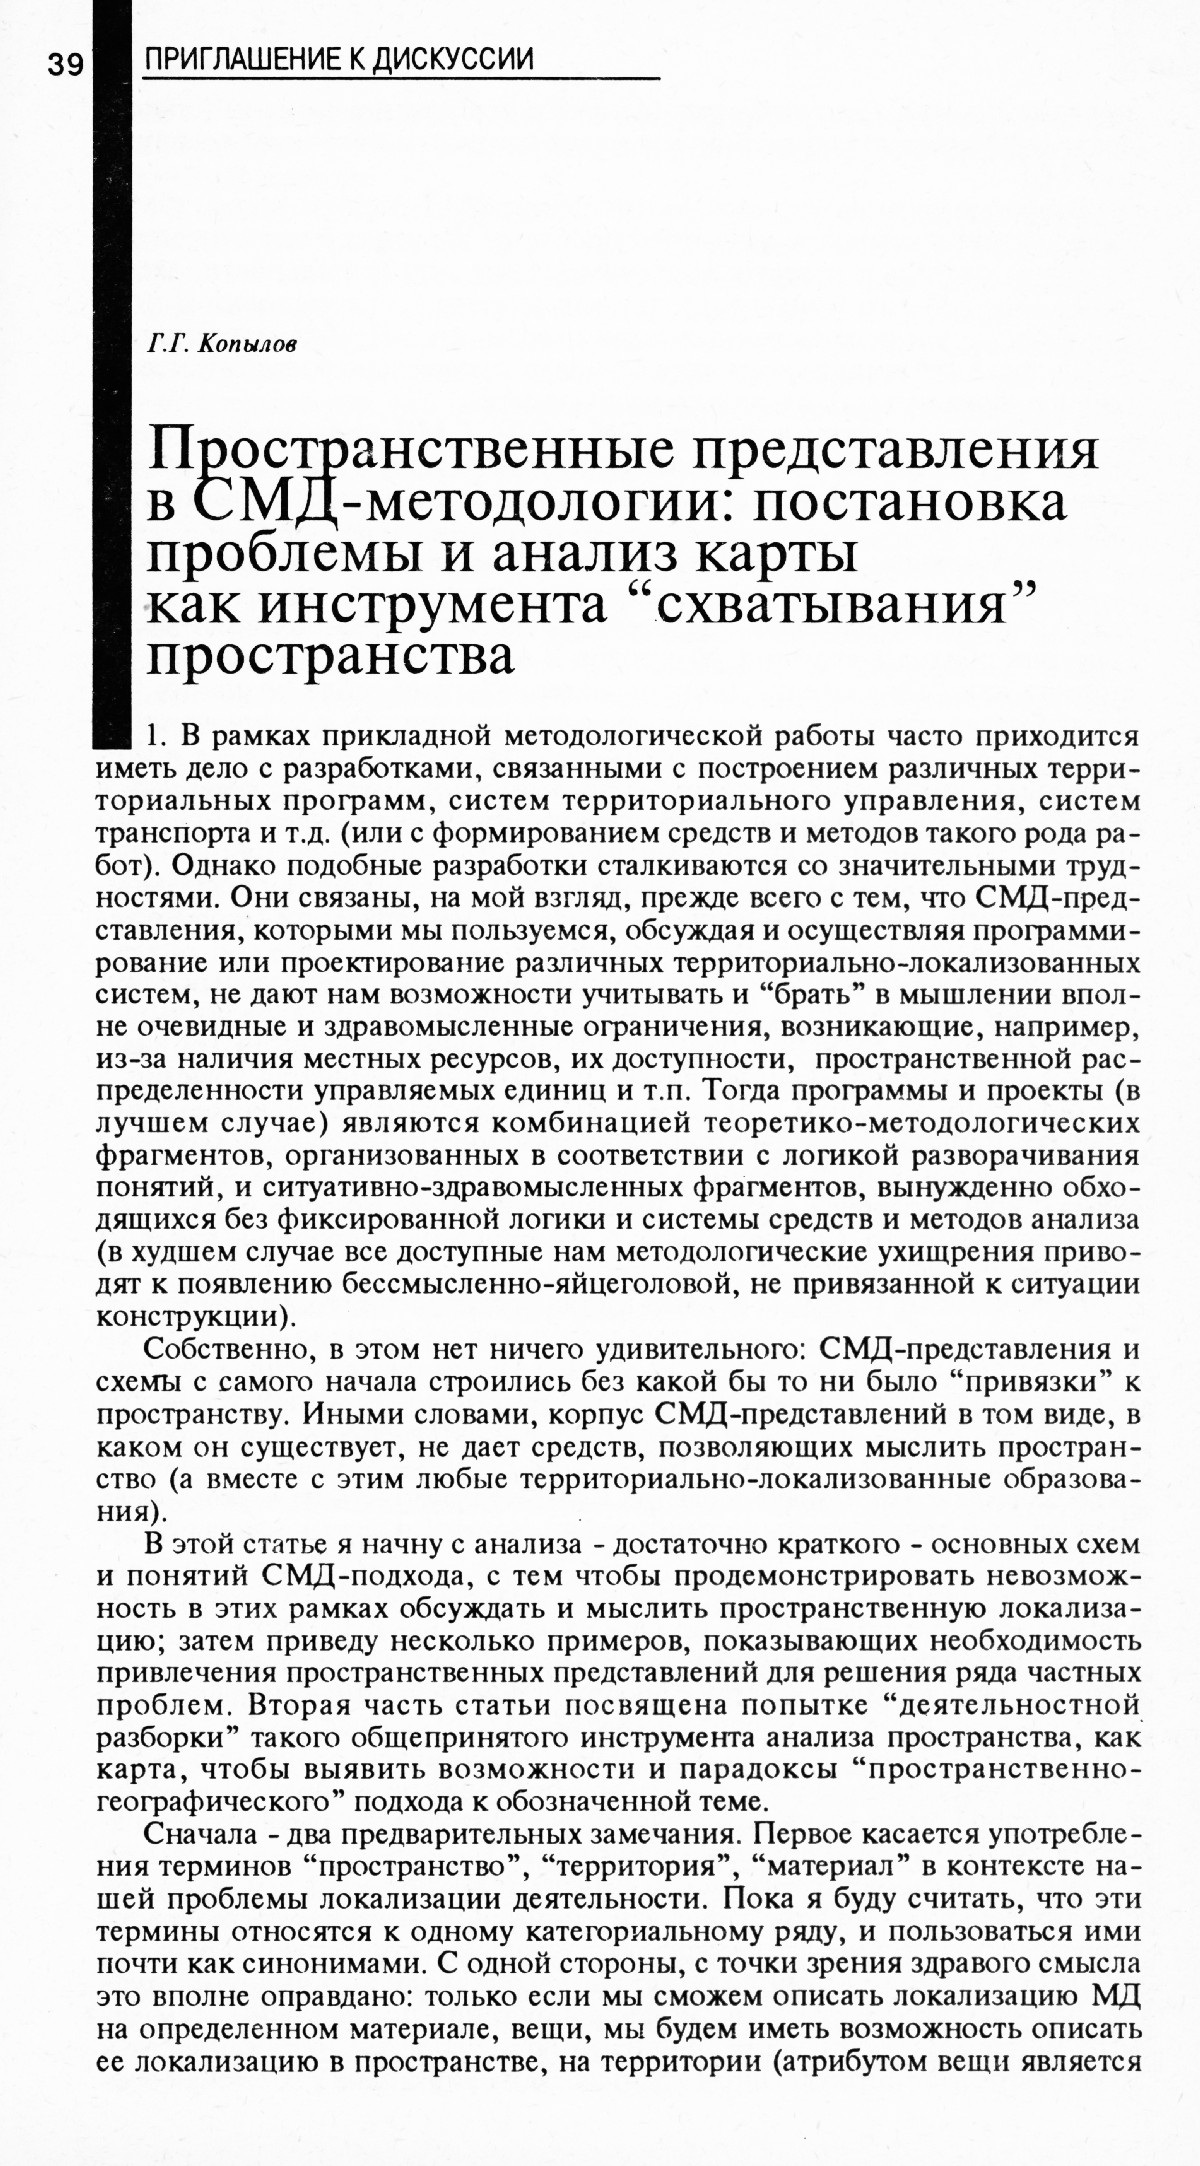 39
ПРИГЛАШЕНИЕ К ДИСКУССИИ
Г.Г. Копылов
Пространственные представления
в СМД-методологии: постановка
проблемы и анализ карты
как инструмента “схватывания”
пространства
1. В рамках прикладной методологической работы часто приходится
иметь дело с разработками, связанными с построением различных терри-
ториальных программ, систем территориального управления, систем
транспорта и т.д. (или с формированием средств и методов такого рода ра-
бот). Однако подобные разработки сталкиваются со значительными труд-
ностями. Они связаны, на мой взгляд, прежде всего с тем, что СМД-пред-
ставления, которыми мы пользуемся, обсуждая и осуществляя программи-
рование или проектирование различных территориально-локализованных
систем, не дают нам возможности учитывать и “брать” в мышлении впол-
не очевидные и здравомысленные ограничения, возникающие, например,
из-за наличия местных ресурсов, их доступности, пространственной рас-
пределенности управляемых единиц и т.п. Тогда программы и проекты (в
лучшем случае) являются комбинацией теоретико-методологических
фрагментов, организованных в соответствии с логикой разворачивания
понятий, и ситуативно-здравомысленных фрагментов, вынужденно обхо-
дящихся без фиксированной логики и системы средств и методов анализа
(в худшем случае все доступные нам методологические ухищрения приво-
дят к появлению бессмысленно-яйцеголовой, не привязанной к ситуации
конструкции).
Собственно, в этом нет ничего удивительного: СМД-представления и
схемы с самого начала строились без какой бы то ни было “привязки” к
пространству. Иными словами, корпус СМД-представлений в том виде, в
каком он существует, не дает средств, позволяющих мыслить простран-
ство (а вместе с этим любые территориально-локализованные образова-
ния).
В этой статье я начну с анализа - достаточно краткого - основных схем
и понятий СМД-подхода, с тем чтобы продемонстрировать невозмож-
ность в этих рамках обсуждать и мыслить пространственную локализа-
цию; затем приведу несколько примеров, показывающих необходимость
привлечения пространственных представлений для решения ряда частных
проблем. Вторая часть статьи посвящена попытке “деятельностной
разборки” такого общепринятого инструмента анализа пространства, как
карта, чтобы выявить возможности и парадоксы “пространственно-
географического” подхода к обозначенной теме.
Сначала - два предварительных замечания. Первое касается употребле-
ния терминов “пространство”, “территория”, “материал” в контексте на-
шей проблемы локализации деятельности. Пока я буду считать, что эти
термины относятся к одному категориальному ряду, и пользоваться ими
почти как синонимами. С одной стороны, с точки зрения здравого смысла
это вполне оправдано: только если мы сможем описать локализацию МД
на определенном материале, вещи, мы будем иметь возможность описать
ее локализацию в пространстве, на территории (атрибутом вещи является